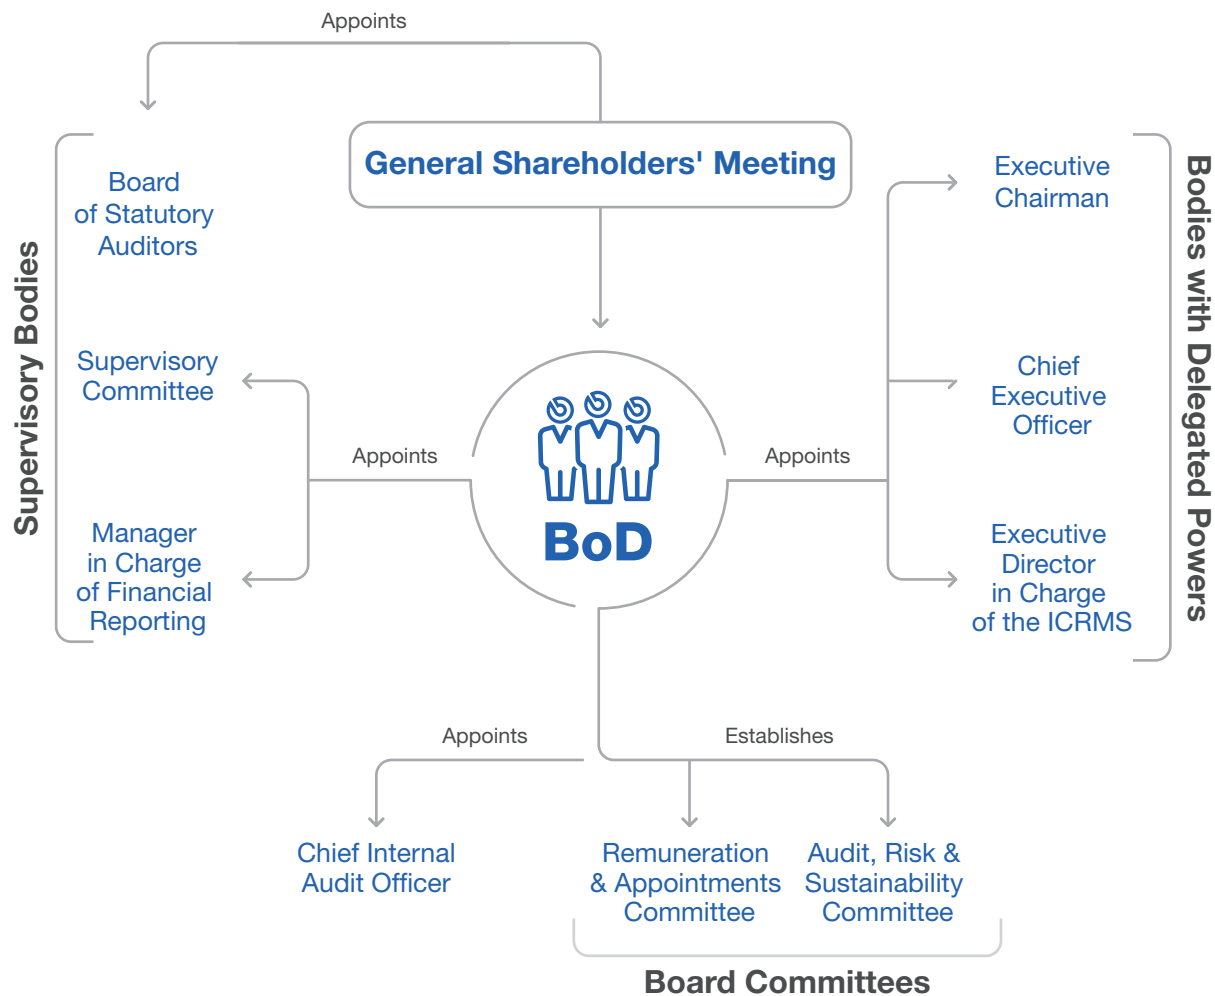 Appoints
General Shareholders' Meeting
Supervisory Bodies
Board
of Statutory
Auditors
Supervisory
Committee
Manager
in Charge
of Financial
Reporting
Appoints
BoD
Appoints
Executive
Chairman
Chief
Executive
Officer
Executive
Director
in Charge
of the ICRMS
Bodies with Delegated Powers
Appoints
Establishes
Chief Internal
Audit Officer
Remuneration
& Appointments
Committee
Audit, Risk &
Sustainability
Committee
Board Committees